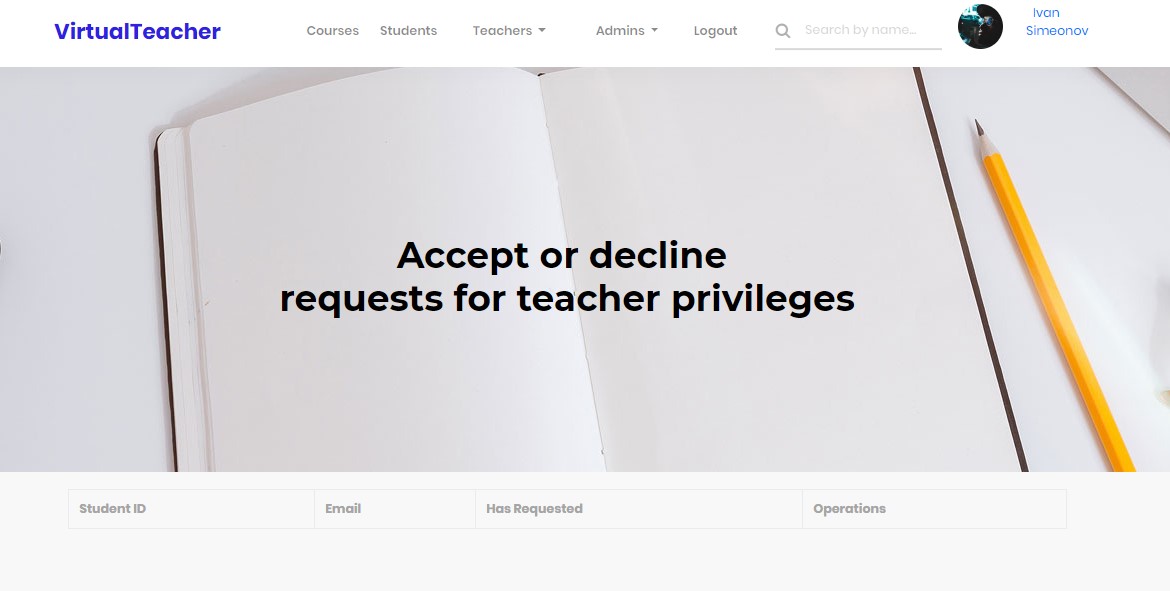 VirtualTeacher
Courses
Students
Teachers
Admins
Logout
Search by name...
Ivan
Simeonov
Accept or decline
requests for teacher privileges
Student ID
Email
Has Requested
Operations